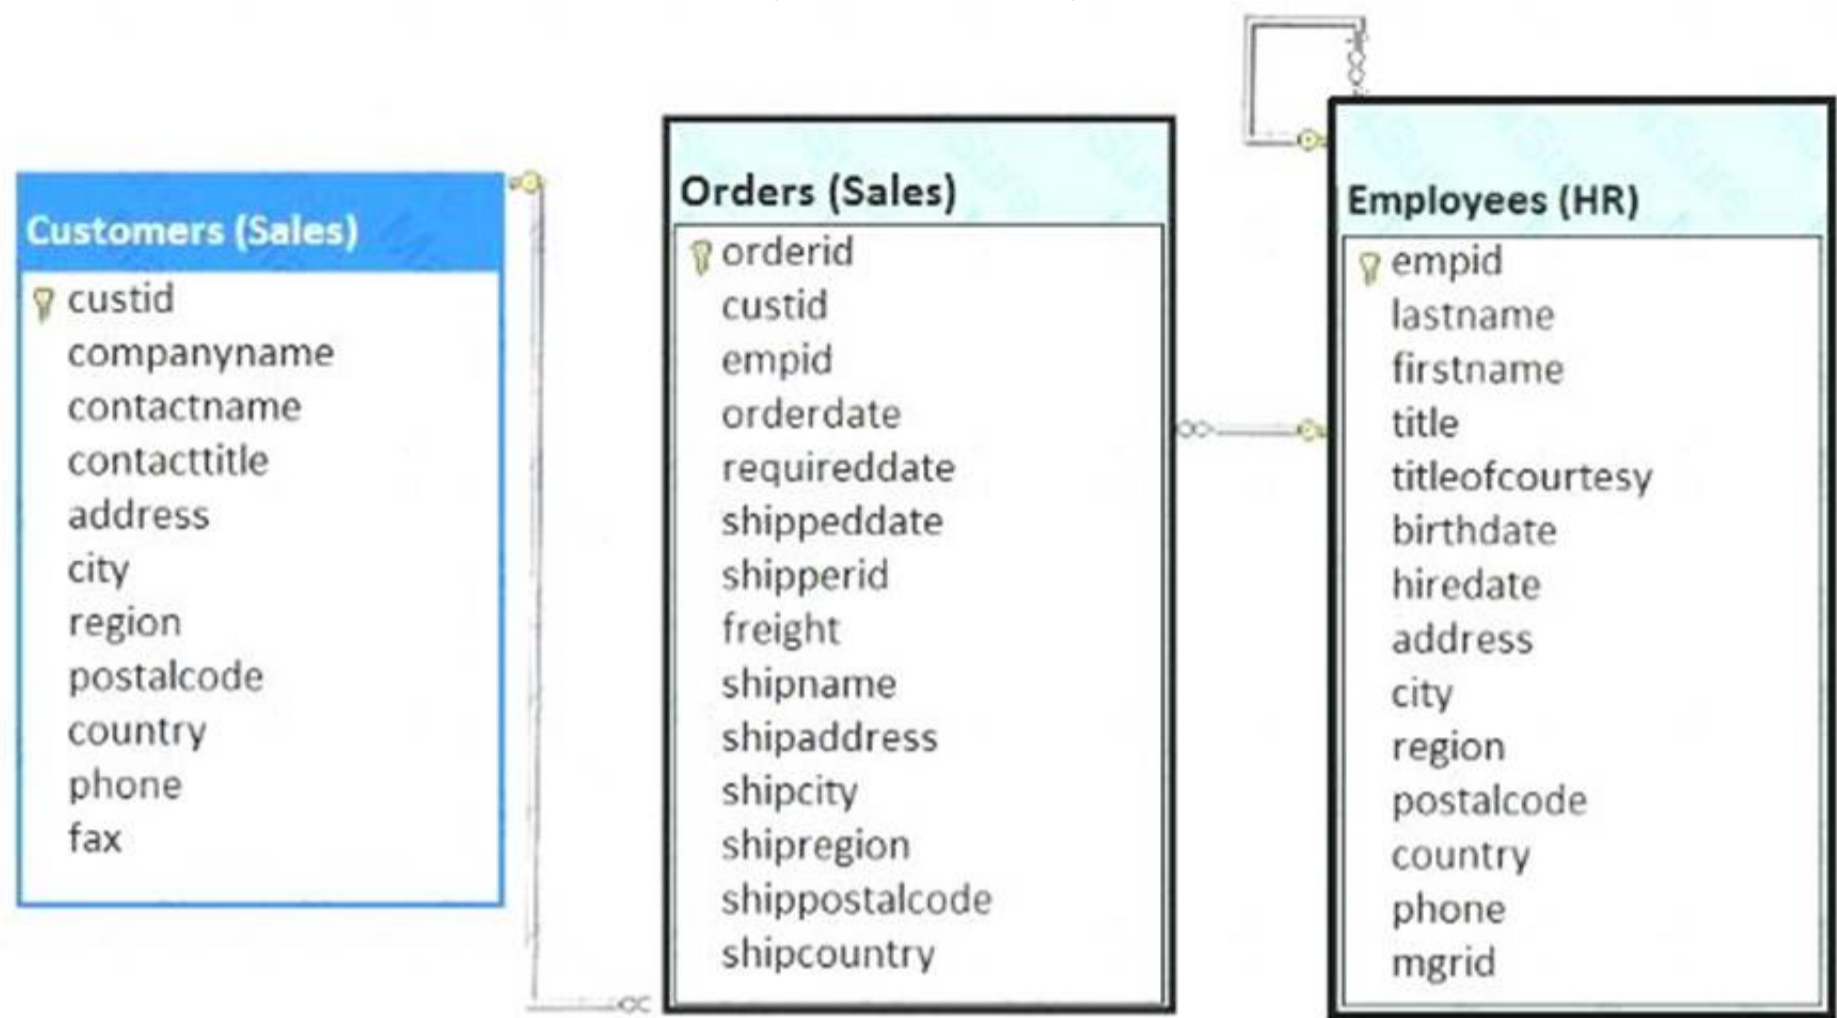 Customers (Sales)
custid
companyname
contactname
contacttitle
address
city
region
postalcode
country
phone
fax
Orders (Sales)
orderid
custid
empid
orderdate
requireddate
shippeddate
shipperid
freight
shipname
shipaddress
shipcity
shipregion
shippostalcode
shipcountry
Employees (HR)
empid
lastname
firstname
title
titleofcourtesy
birthdate
hiredate
address
city
region
postalcode
country
phone
mgrid